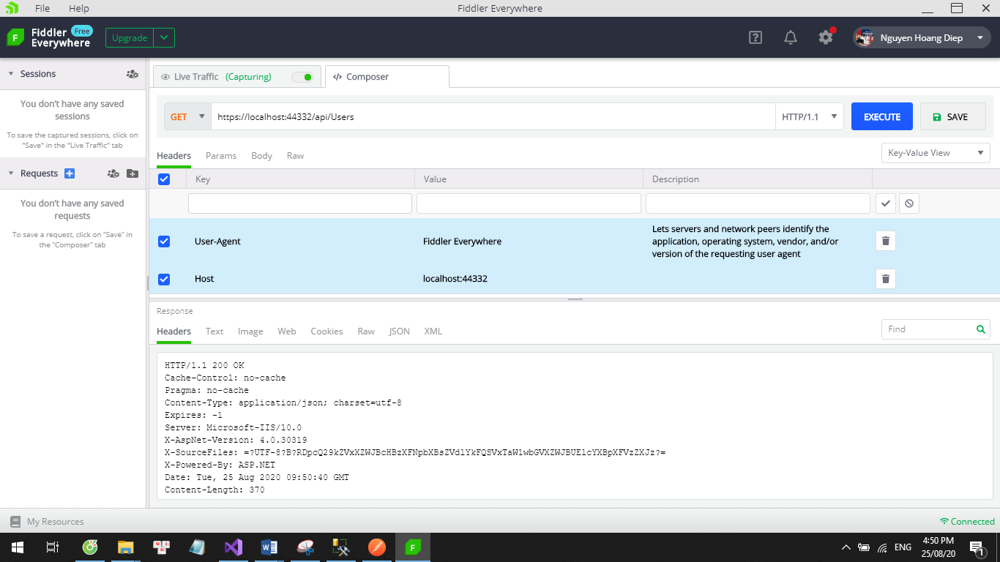 File Help
Fiddler Everywhere
Fiddler Free
Everywhere
Upgrade
Nguyen Hoang Diep
Sessions
You don't have any saved
sessions
To save the captured sessions, click on
"Save" in the "Live Traffic" tab
Requests
You don't have any saved
requests
To save a request, click on "Save" in
the "Composer" tab
Live Traffic (Capturing)
Composer
GET https://localhost:44332/api/Users HTTP/1.1 EXECUTE SAVE
Headers Params Body Raw
Key-Value View
Key Value Description
User-Agent Fiddler Everywhere
Lets servers and network peers identify the
application, operating system, vendor, and/or
version of the requesting user agent
Host localhost:44332
Response
Headers Text Image Web Cookies Raw JSON XML
Find
HTTP/1.1 200 OK
Cache-Control: no-cache
Pragma: no-cache
Content-Type: application/json; charset=utf-8
Expires: -1
Server: Microsoft-IIS/10.0
X-AspNet-Version: 4.0.30319
X-SourceFiles: =?UTF-8?B?RDpcQ29kZVxXZWJBcHBzXFNpbXBsZVdlYkFQSVxTaW1wbGVXZWJBUElcYXBpXFVzZXJz?=
X-Powered-By: ASP.NET
Date: Tue, 25 Aug 2020 09:50:40 GMT
Content-Length: 370
My Resources
Connected
ENG
4:50 PM
25/08/20
1